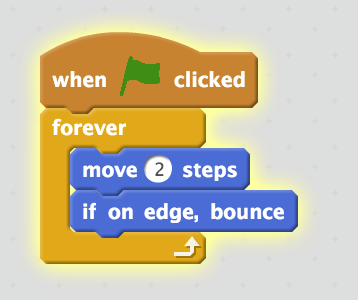 when clicked
forever
move 2 steps
if on edge, bounce